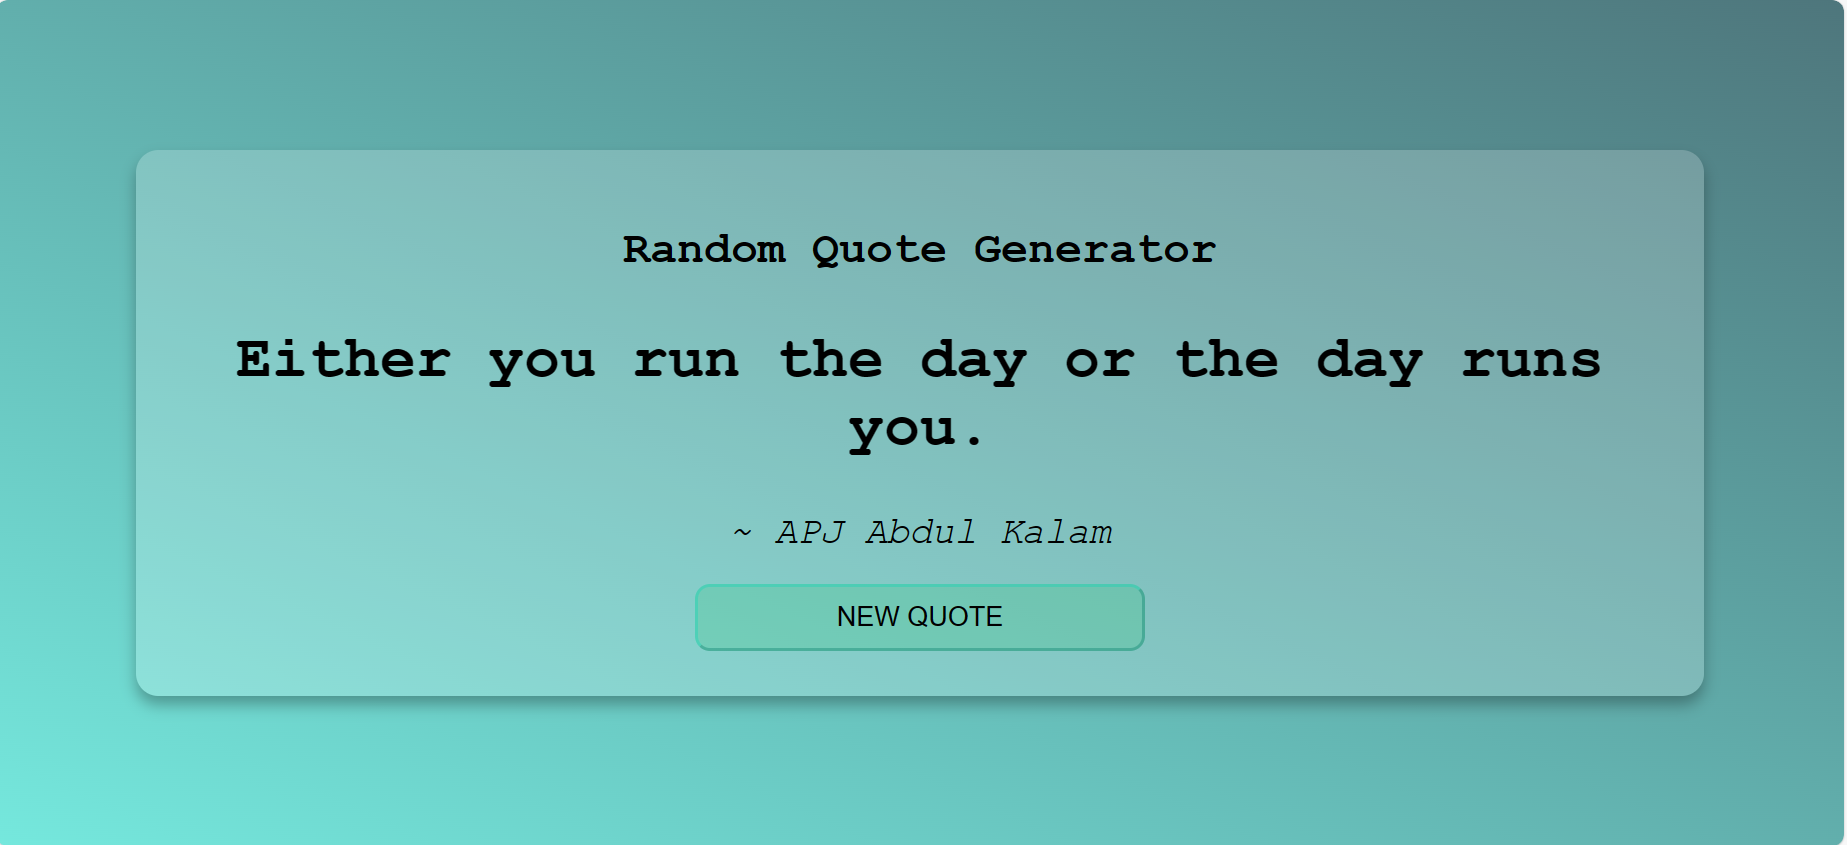 Random Quote Generator
Either you run the day or the day runs
you.
~ APJ Abdul Kalam
NEW QUOTE